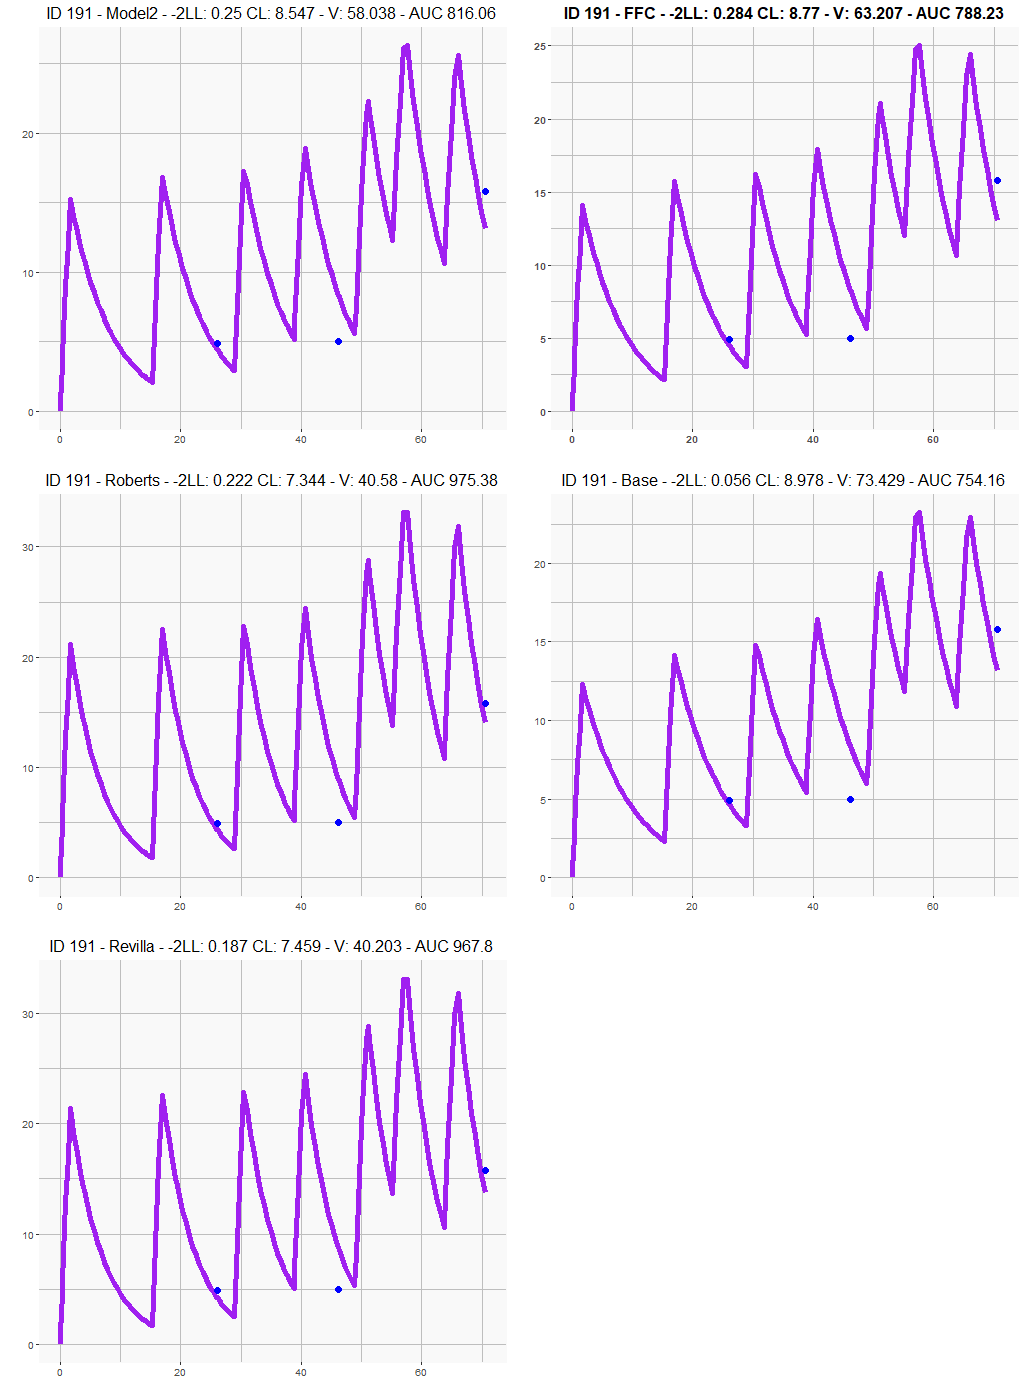 ID 191 - Model2 - -2LL: 0.25 CL: 8.547 - V: 58.038 - AUC 816.06
20
10
0
0 20 40 60
ID 191 - FFC - -2LL: 0.284 CL: 8.77 - V: 63.207 - AUC 788.23
25
20
15
10
5
0
0 20 40 60
ID 191 - Roberts - -2LL: 0.222 CL: 7.344 - V: 40.58 - AUC 975.38
30
20
10
0
0 20 40 60
ID 191 - Base - -2LL: 0.056 CL: 8.978 - V: 73.429 - AUC 754.16
20
15
10
5
0
0 20 40 60
ID 191 - Revilla - -2LL: 0.187 CL: 7.459 - V: 40.203 - AUC 967.8
30
20
10
0
0 20 40 60